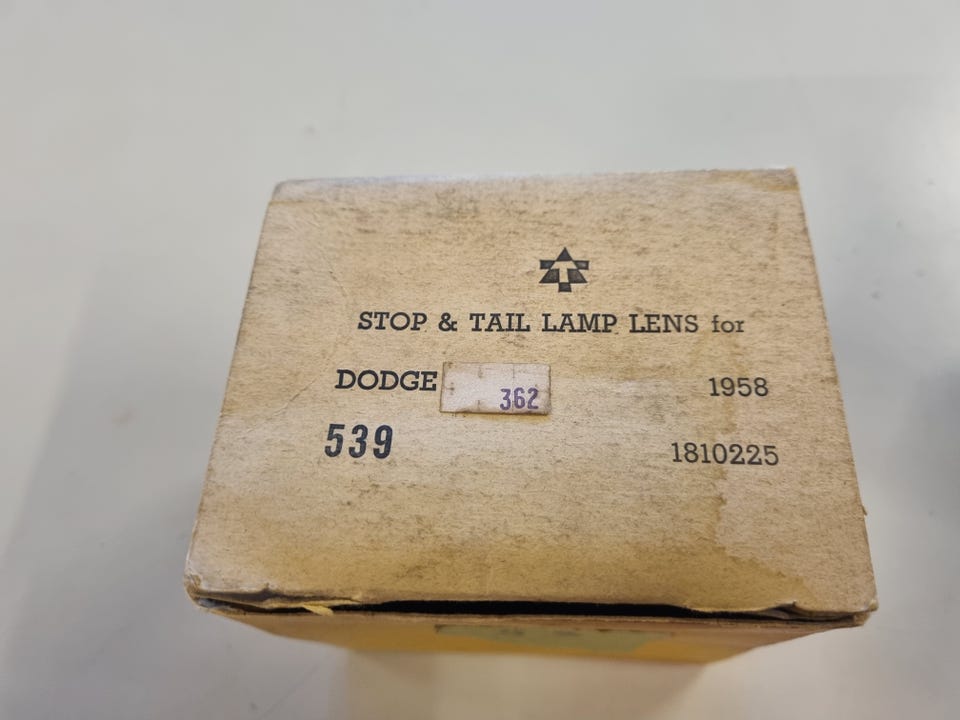 T
STOP & TAIL LAMP LENS for
DODGE 362 1958
539 1810225